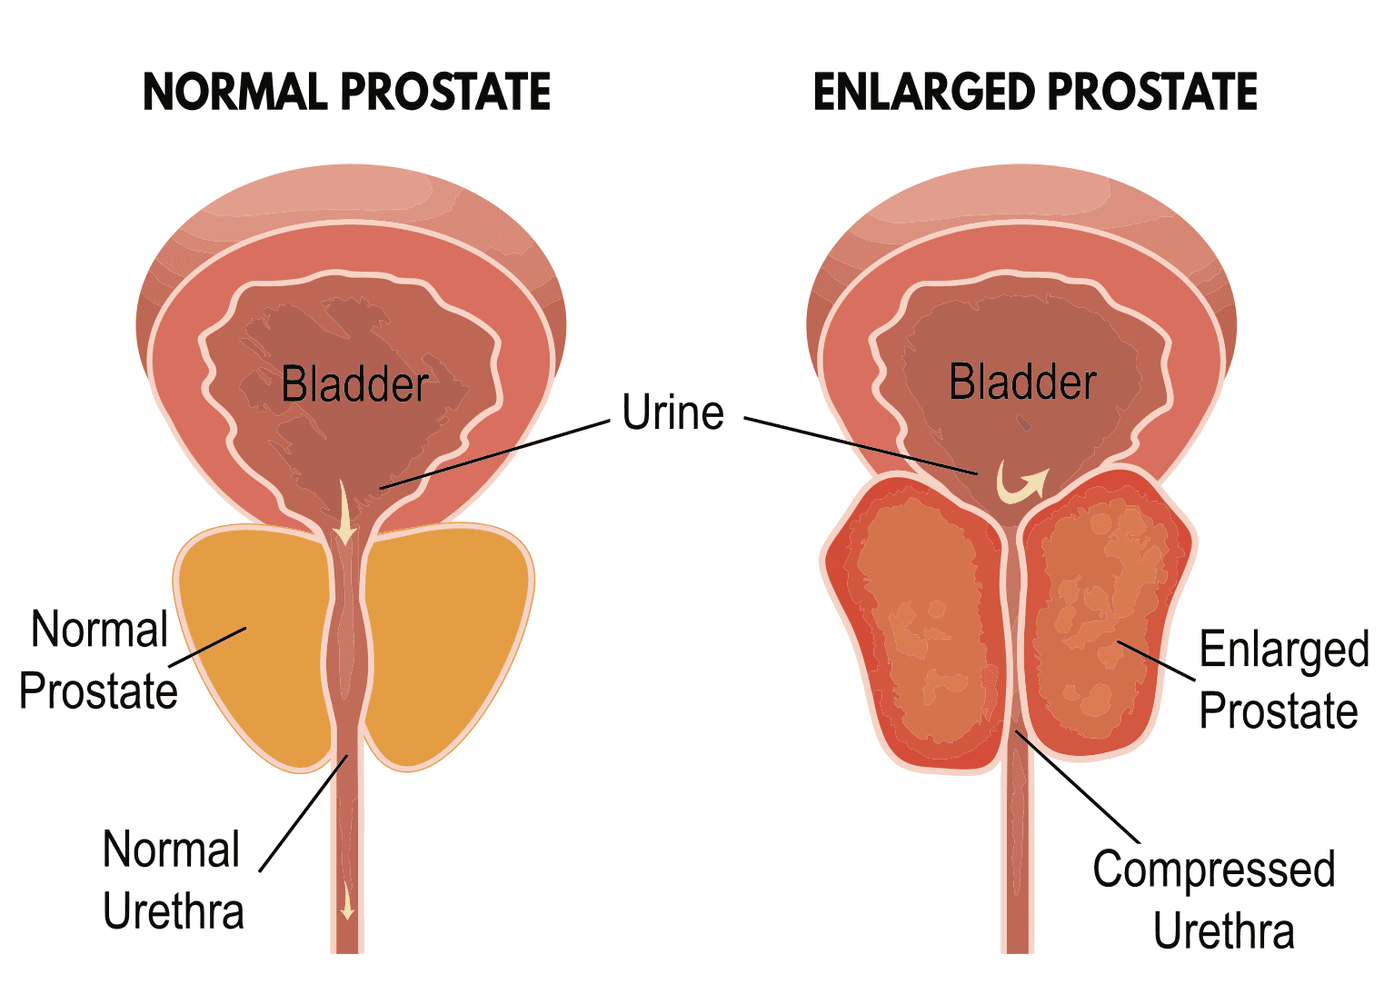 NORMAL PROSTATE
ENLARGED PROSTATE
Bladder
Bladder
Urine
Normal
Prostate
Enlarged
Prostate
Normal
Urethra
Compressed
Urethra